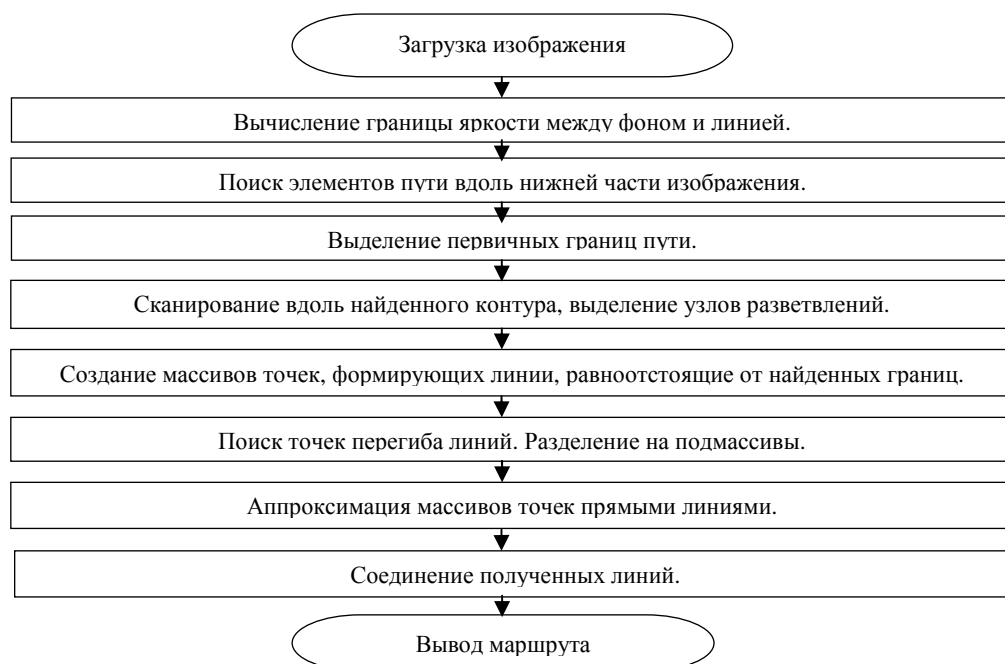 Загрузка изображения
Вычисление границы яркости между фоном и линией.
Поиск элементов пути вдоль нижней части изображения.
Выделение первичных границ пути.
Сканирование вдоль найденного контура, выделение узлов разветвлений.
Создание массивов точек, формирующих линии, равноотстоящие от найденных границ.
Поиск точек перегиба линий. Разделение на подмассивы.
Аппроксимация массивов точек прямыми линиями.
Соединение полученных линий.
Вывод маршрута